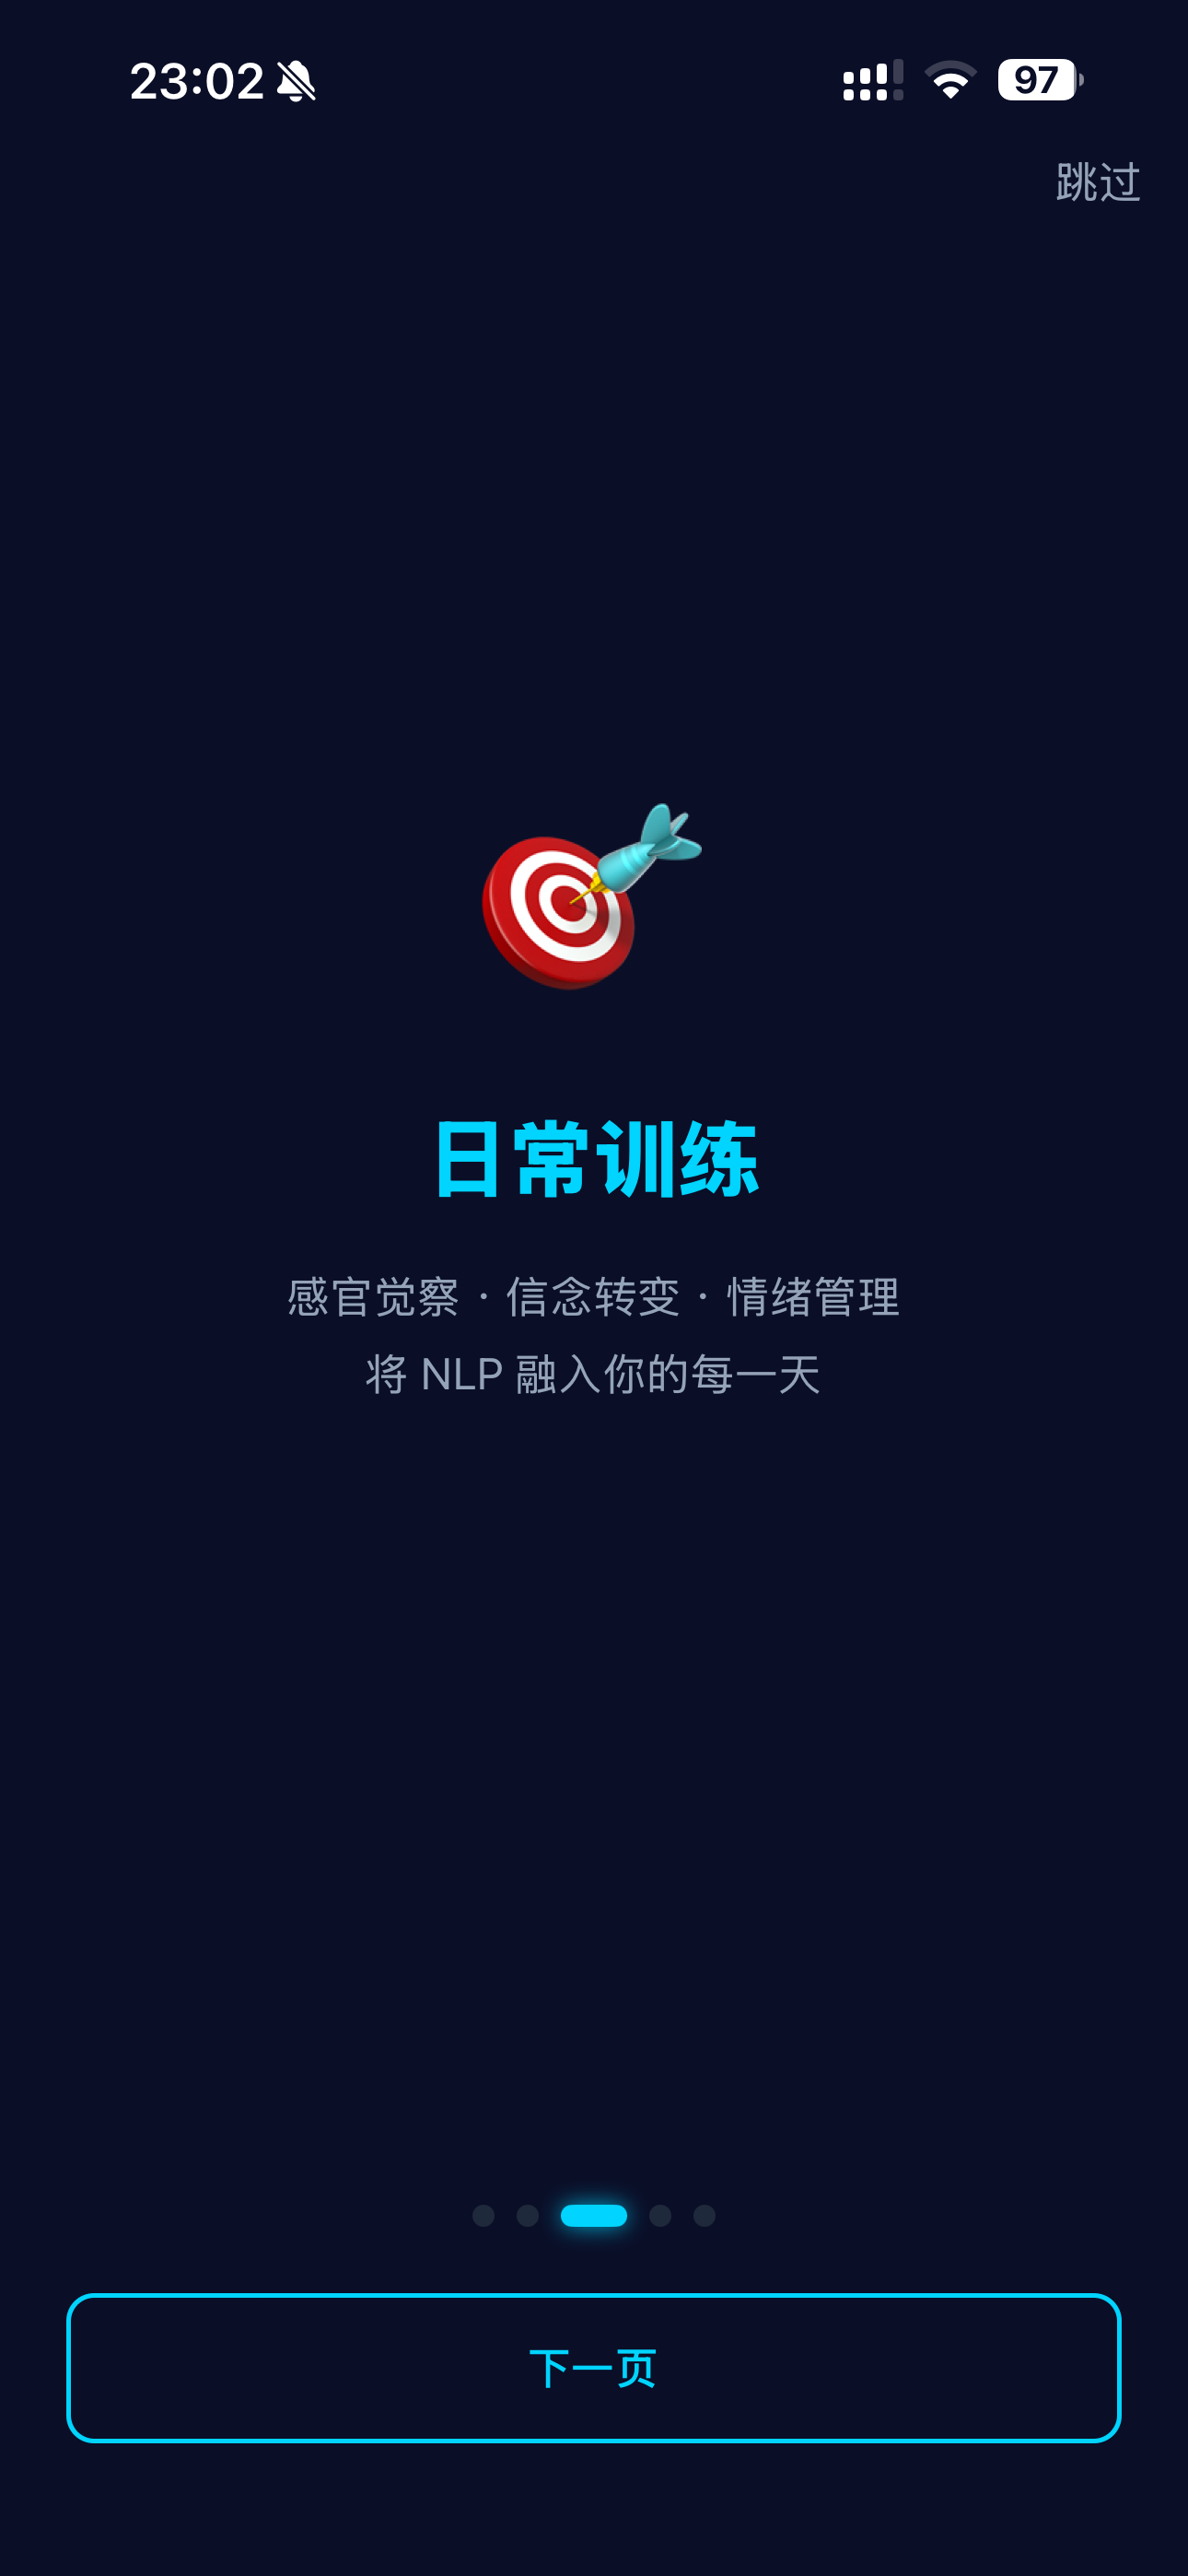 23:02
97
跳过
日常训练
感官觉察 · 信念转变 · 情绪管理
将 NLP 融入你的每一天
下一页